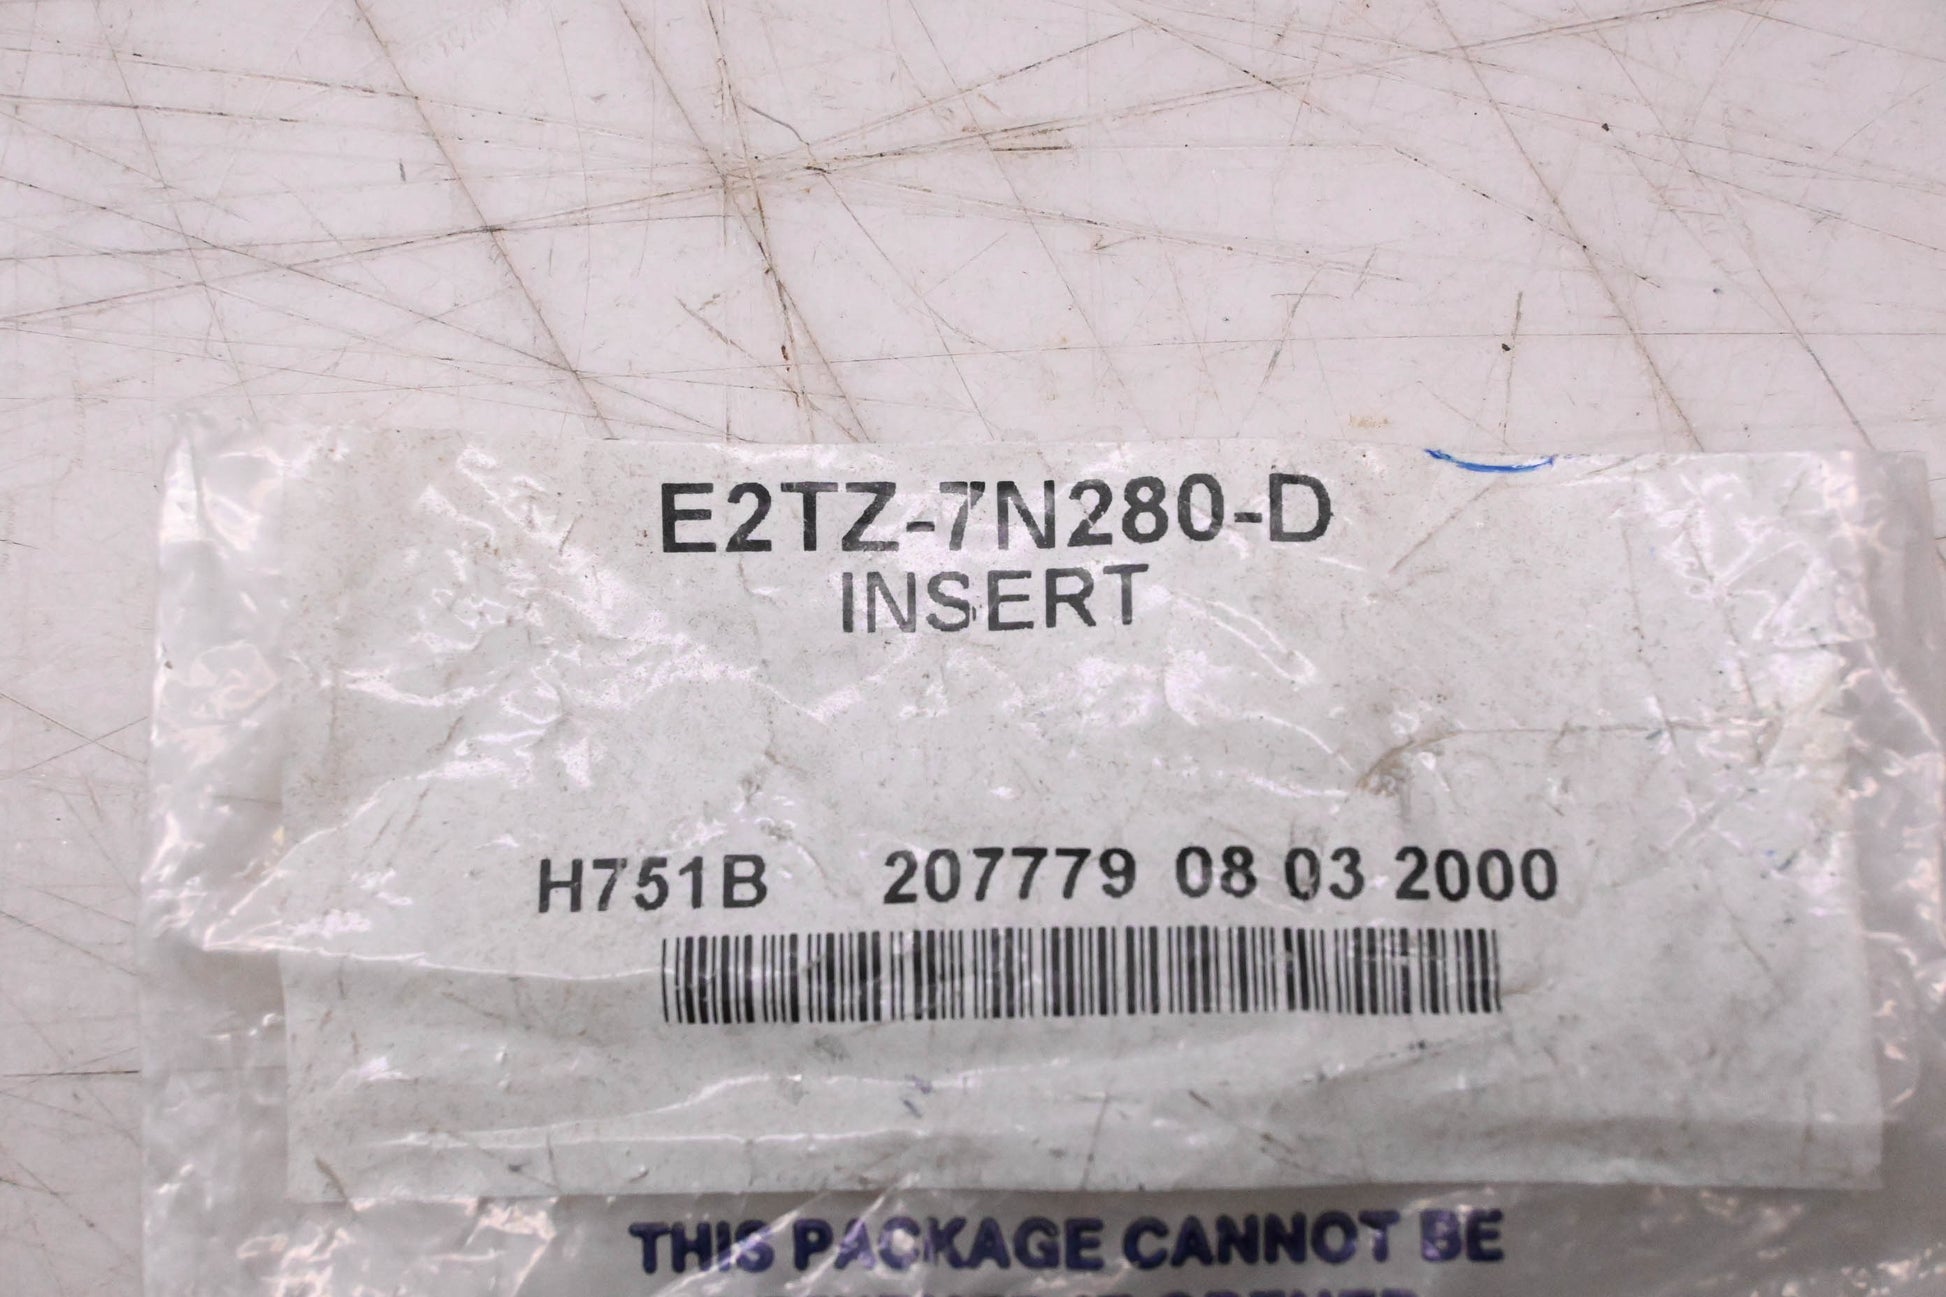 E2TZ-7N280-D
INSERT
H751B 207779 08 03 2000
THIS PACKAGE CANNOT BE